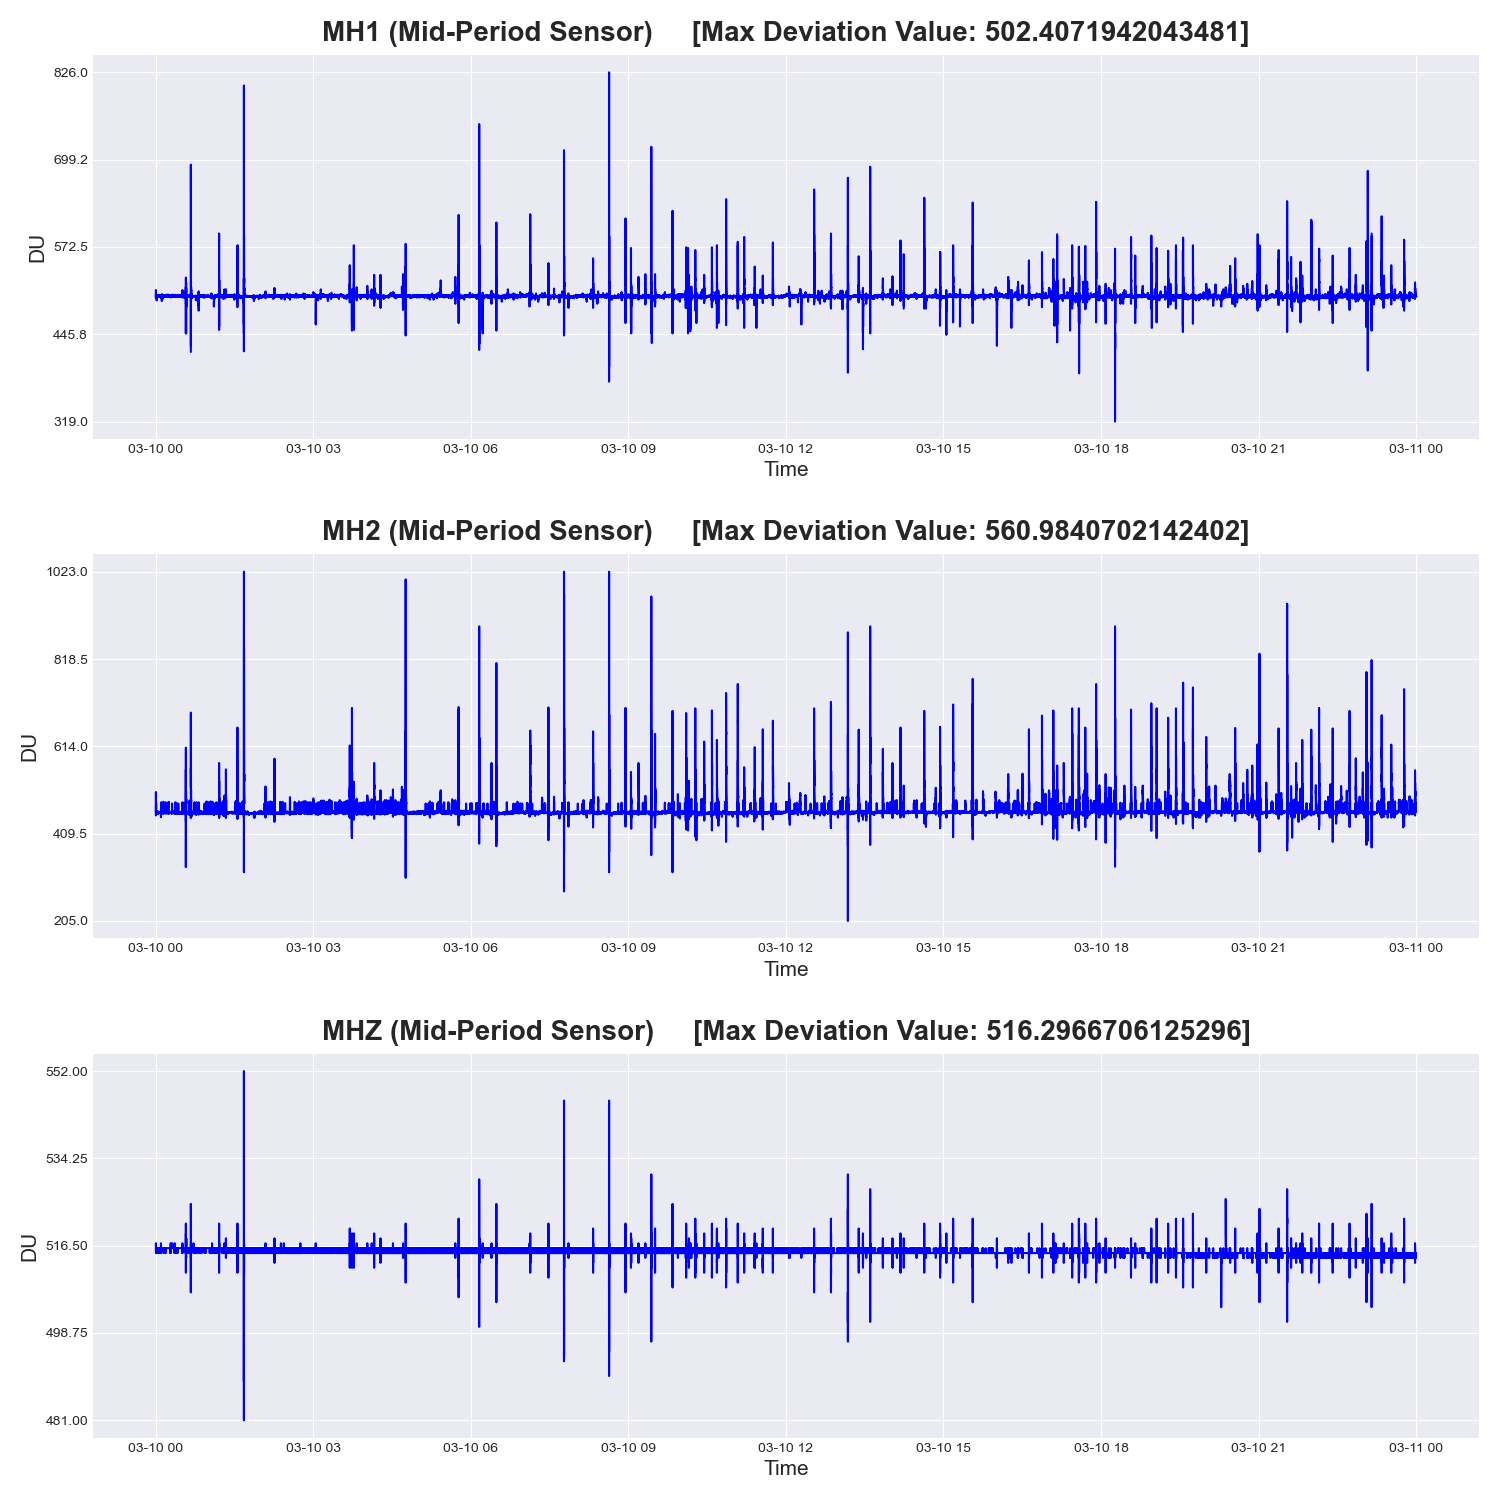 MH1 (Mid-Period Sensor)     [Max Deviation Value: 502.4071942043481]
826.0
699.2
572.5
445.8
319.0
DU
03-10 00 03-10 03 03-10 06 03-10 09 03-10 12 03-10 15 03-10 18 03-10 21 03-11 00
Time
MH2 (Mid-Period Sensor)     [Max Deviation Value: 560.9840702142402]
1023.0
818.5
614.0
409.5
205.0
DU
03-10 00 03-10 03 03-10 06 03-10 09 03-10 12 03-10 15 03-10 18 03-10 21 03-11 00
Time
MHZ (Mid-Period Sensor)     [Max Deviation Value: 516.2966706125296]
552.00
534.25
516.50
498.75
481.00
DU
03-10 00 03-10 03 03-10 06 03-10 09 03-10 12 03-10 15 03-10 18 03-10 21 03-11 00
Time